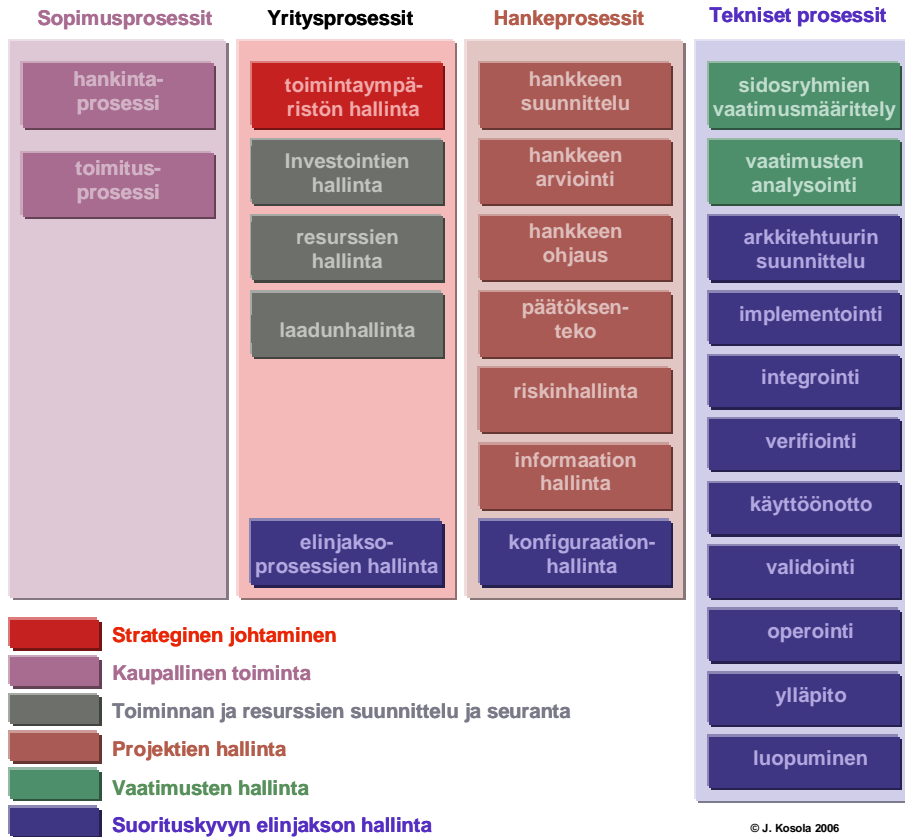 Sopimusprosessit
hankinta-
prosessi
toimitus-
prosessi
Yritysprosessit
toimintaympä-
ristön hallinta
Investointien
hallinta
resurssien
hallinta
laadunhallinta
elinjakso-
prosessien hallinta
Hankeprosessit
hankkeen
suunnittelu
hankkeen
arviointi
hankkeen
ohjaus
päätöksen-
teko
riskinhallinta
informaation
hallinta
konfiguraation-
hallinta
Tekniset prosessit
sidosryhmien
vaatimusmäärittely
vaatimusten
analysointi
arkkitehtuurin
suunnittelu
implementointi
integrointi
verifiointi
käyttöönotto
validointi
operointi
ylläpito
luopuminen
Strateginen johtaminen
Kaupallinen toiminta
Toiminnan ja resurssien suunnittelu ja seuranta
Projektien hallinta
Vaatimusten hallinta
Suorituskyvyn elinjakson hallinta
© J. Kosola 2006